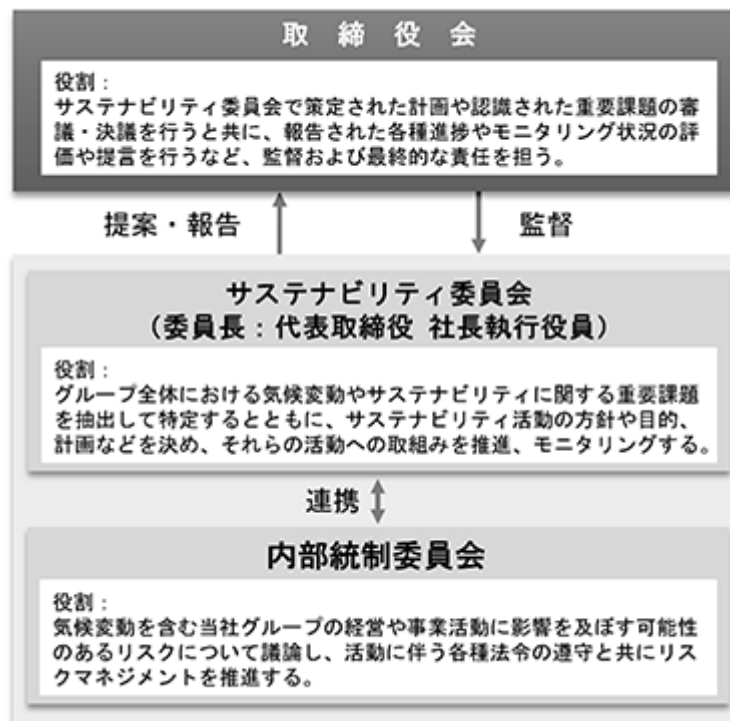 取締役会
役割：
サステナビリティ委員会で策定された計画や認識された重要課題の審
議・決議を行うと共に、報告された各種進捗やモニタリング状況の評
価や提言を行うなど、監督および最終的な責任を担う。
提案・報告
監督
サステナビリティ委員会
（委員長：代表取締役 社長執行役員）
役割：
グループ全体における気候変動やサステナビリティに関する重要課題
を抽出して特定するとともに、サステナビリティ活動の方針や目的、
計画などを決め、それらの活動への取組みを推進、モニタリングする。
連携
内部統制委員会
役割：
気候変動を含む当社グループの経営や事業活動に影響を及ぼす可能性
のあるリスクについて議論し、活動に伴う各種法令の遵守と共にリス
クマネジメントを推進する。